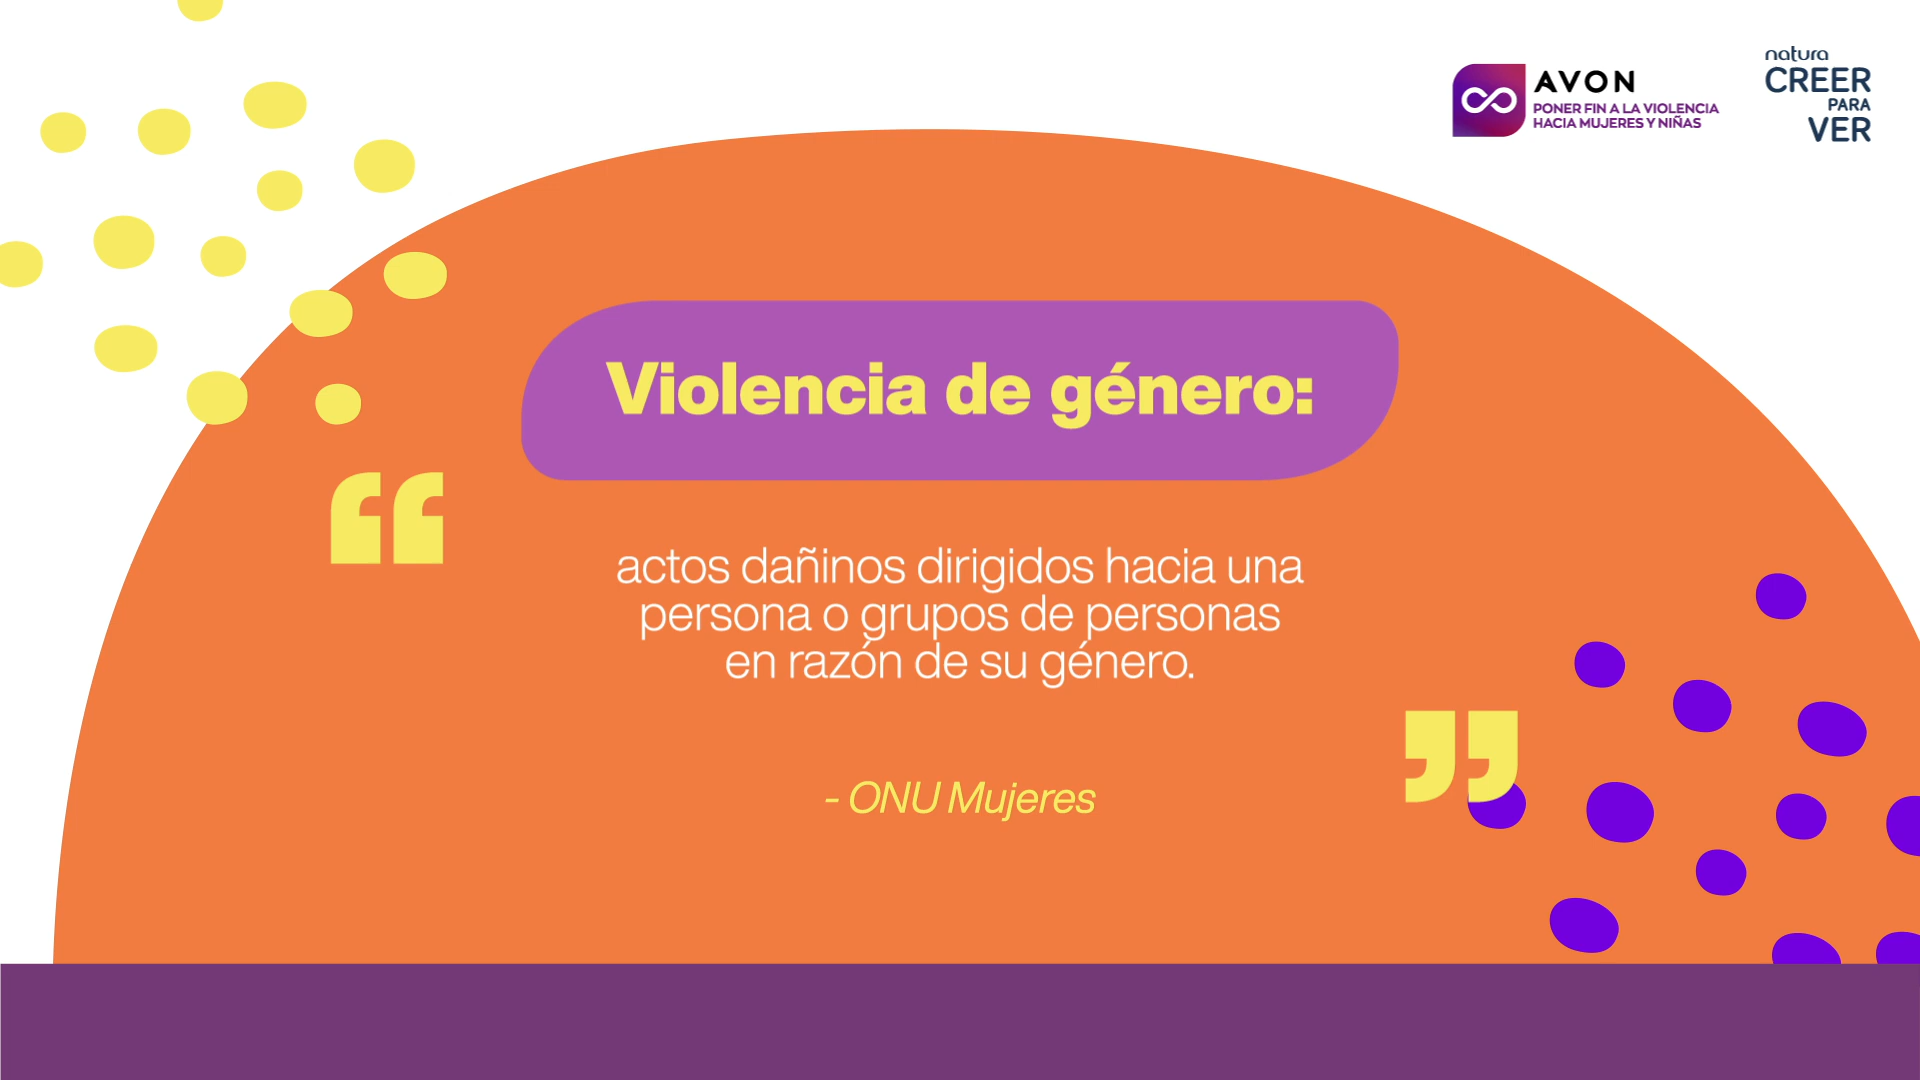 AVON
PONER FIN A LA VIOLENCIA
HACIA MUJERES Y NIÑAS
natura
CREER
PARA
VER
Violencia de género:
“
actos dañinos dirigidos hacia una
persona o grupos de personas
en razón de su género.
”
- ONU Mujeres